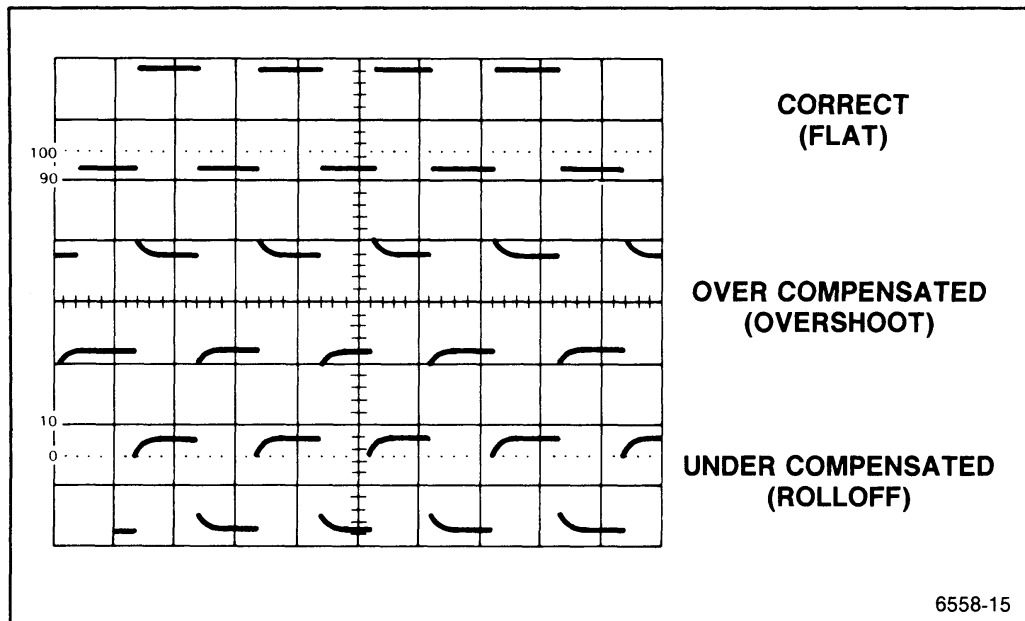 CORRECT
(FLAT)
100
90
OVER COMPENSATED
(OVERSHOOT)
10
0
UNDER COMPENSATED
(ROLLOFF)
6558-15